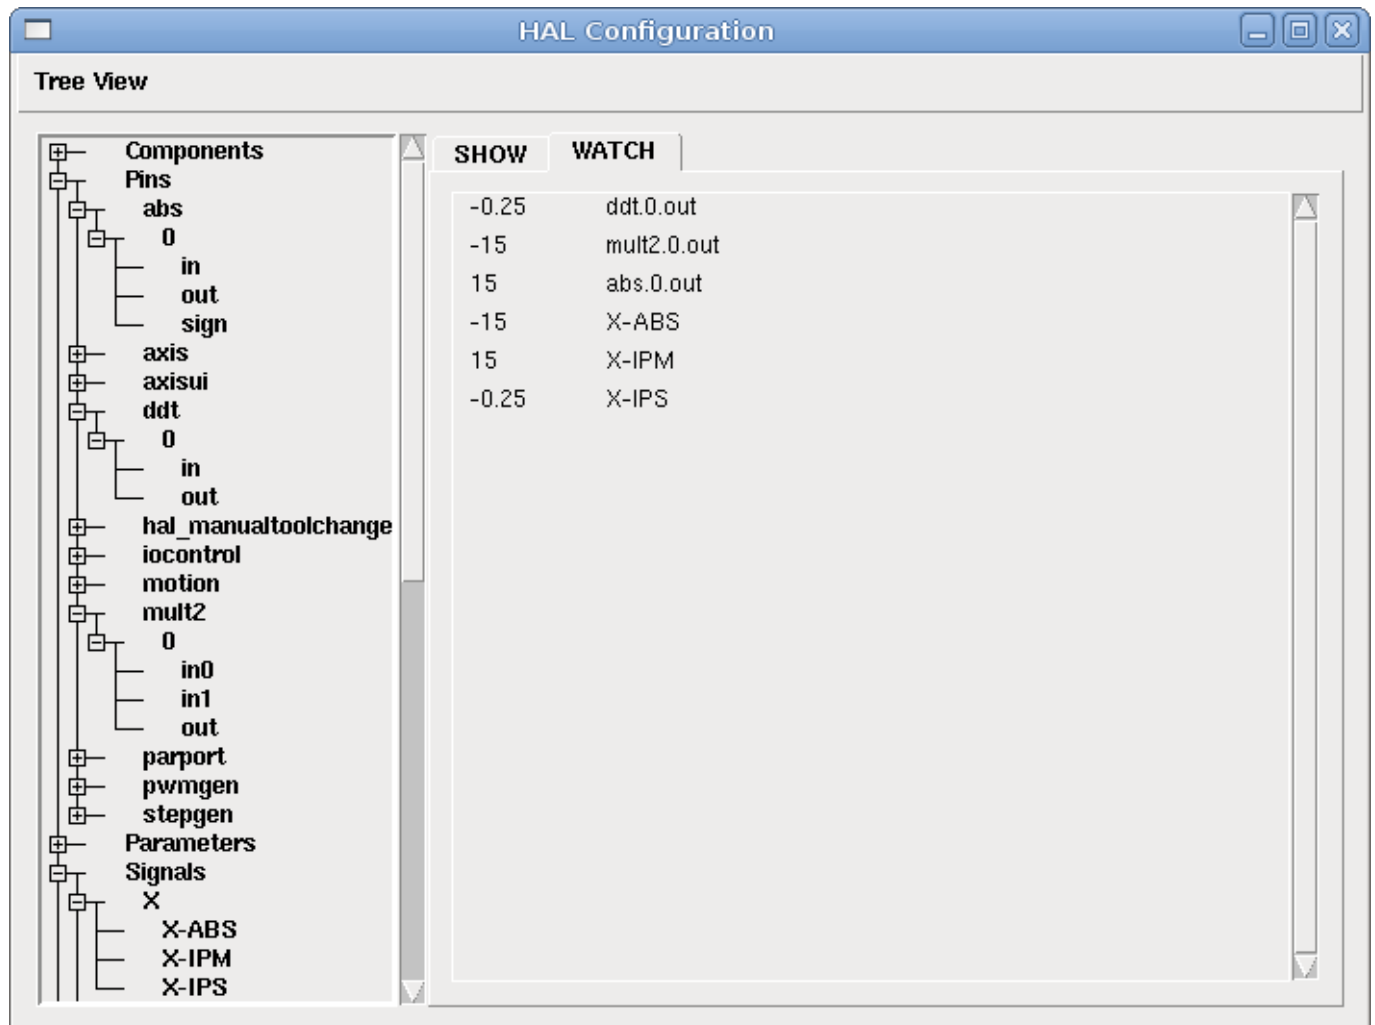 HAL Configuration
Tree View
Components
Pins
abs
0
in
out
sign
axis
axisui
ddt
0
in
out
hal_manualtoolchange
iocontrol
motion
mult2
0
in0
in1
out
parport
pwmgen
stepgen
Parameters
Signals
X
X-ABS
X-IPM
X-IPS
SHOW WATCH
-0.25 ddt.0.out
-15 mult2.0.out
15 abs.0.out
-15 X-ABS
15 X-IPM
-0.25 X-IPS